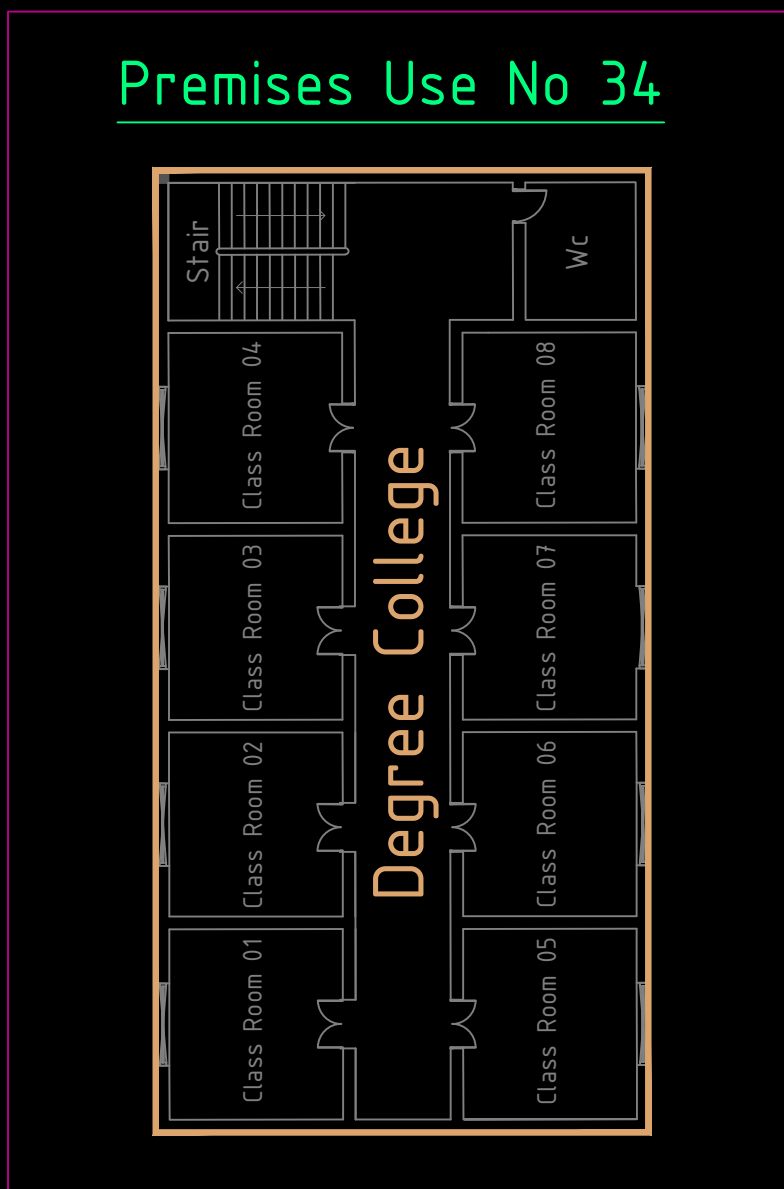 Premises Use No 34
Stair
Wc
Class Room 04
Class Room 08
Degree College
Class Room 03
Class Room 07
Class Room 02
Class Room 06
Class Room 01
Class Room 05